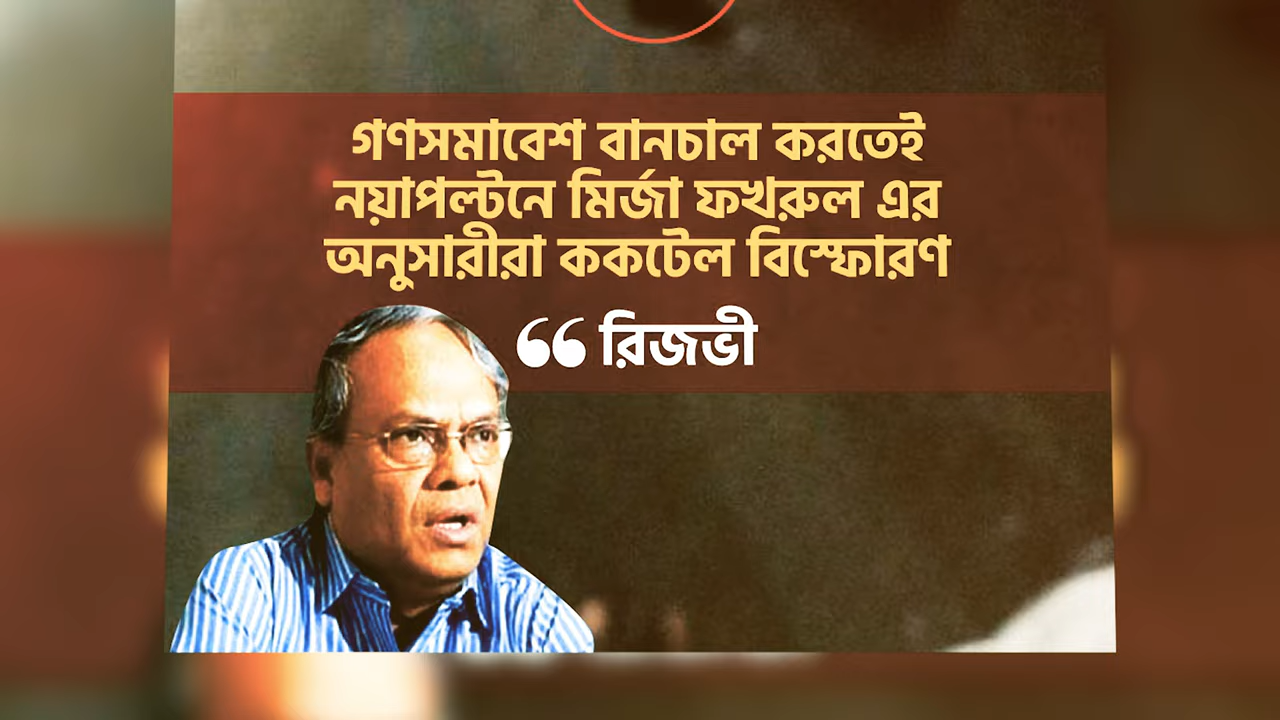 গণসমাবেশ বানচাল করতেই
নয়াপল্টনে মির্জা ফখরুল এর
অনুসারীরা ককটেল বিস্ফোরণ
“ রিজভী